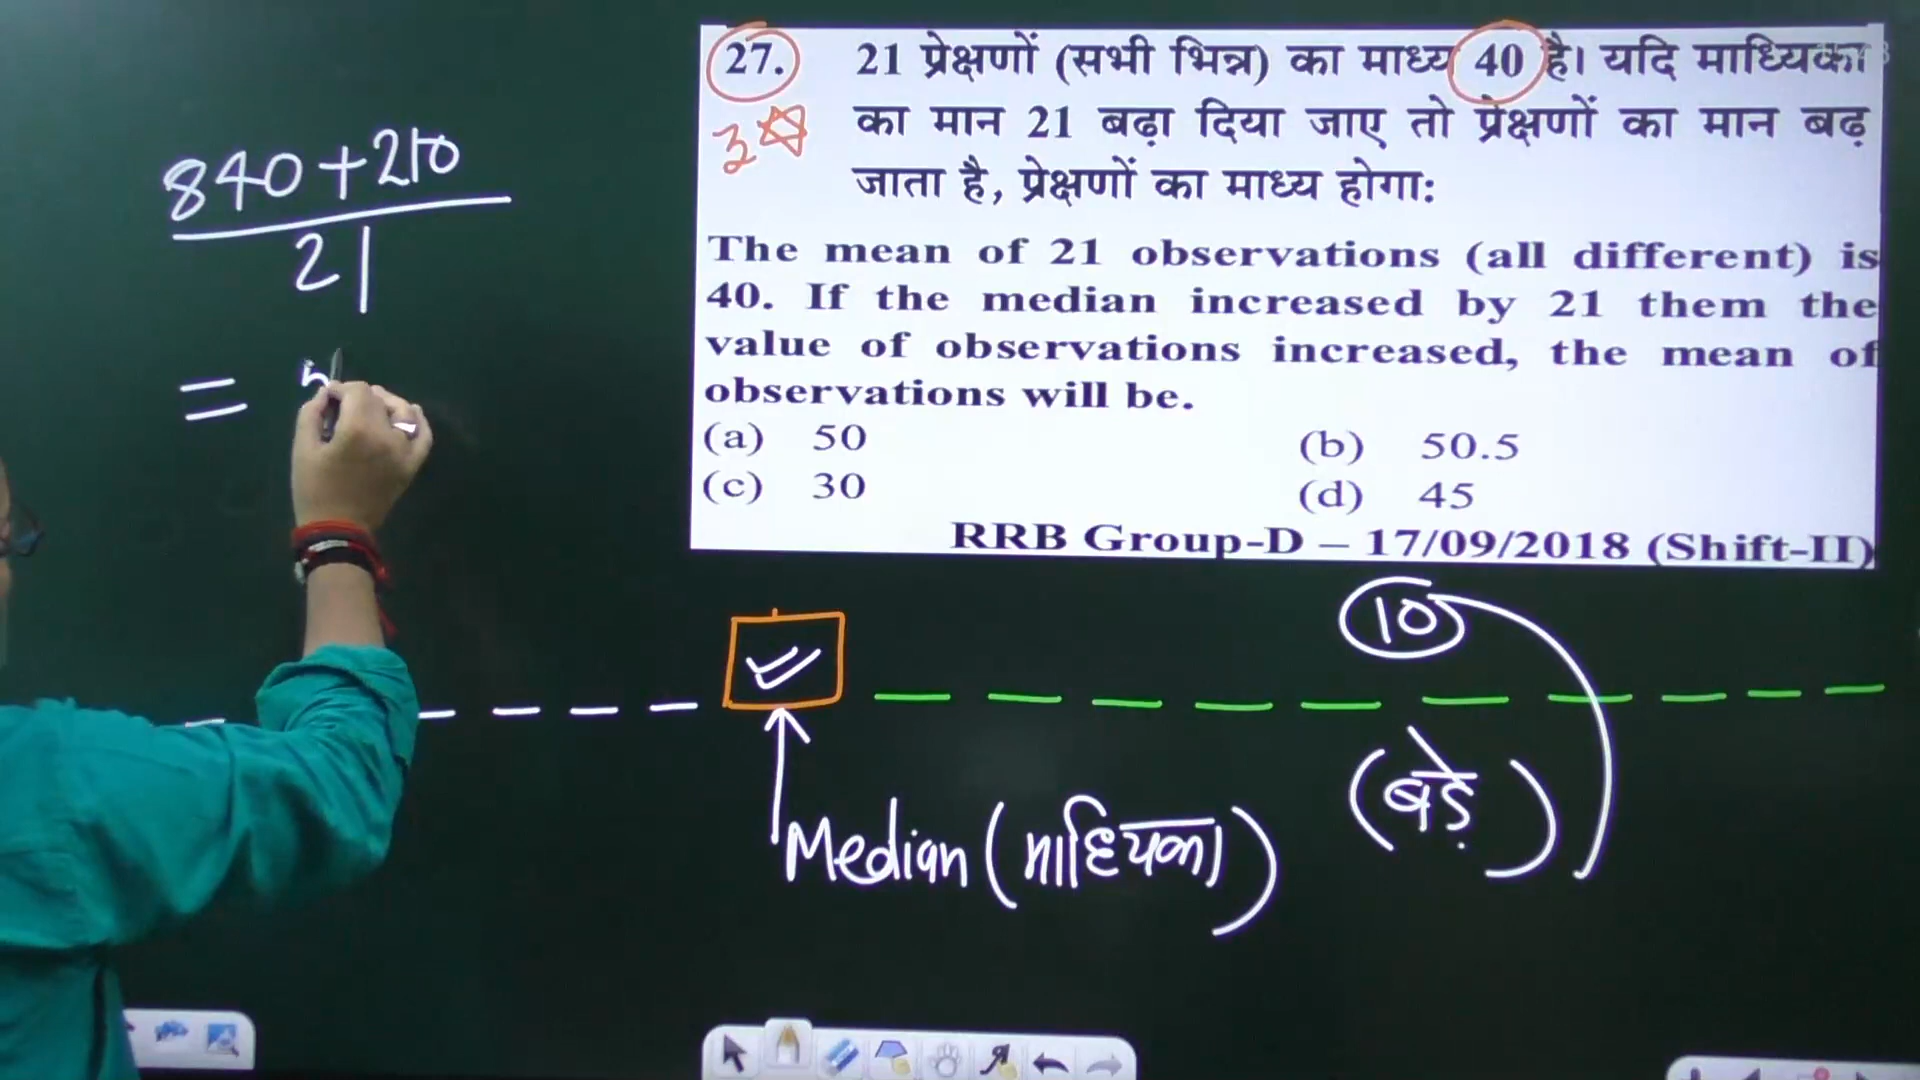 27. 21 प्रेक्षणों (सभी भिन्न) का माध्य 40 है। यदि माध्यिका
का मान 21 बढ़ा दिया जाए तो प्रेक्षणों का मान बढ़
जाता है, प्रेक्षणों का माध्य होगा:
The mean of 21 observations (all different) is
40. If the median increased by 21 them the
value of observations increased, the mean of
observations will be.
(a) 50 (b) 50.5
(c) 30 (d) 45
RRB Group-D – 17/09/2018 (Shift-II)
840+210
21
=
10
(बड़े)
Median (माध्यिका)